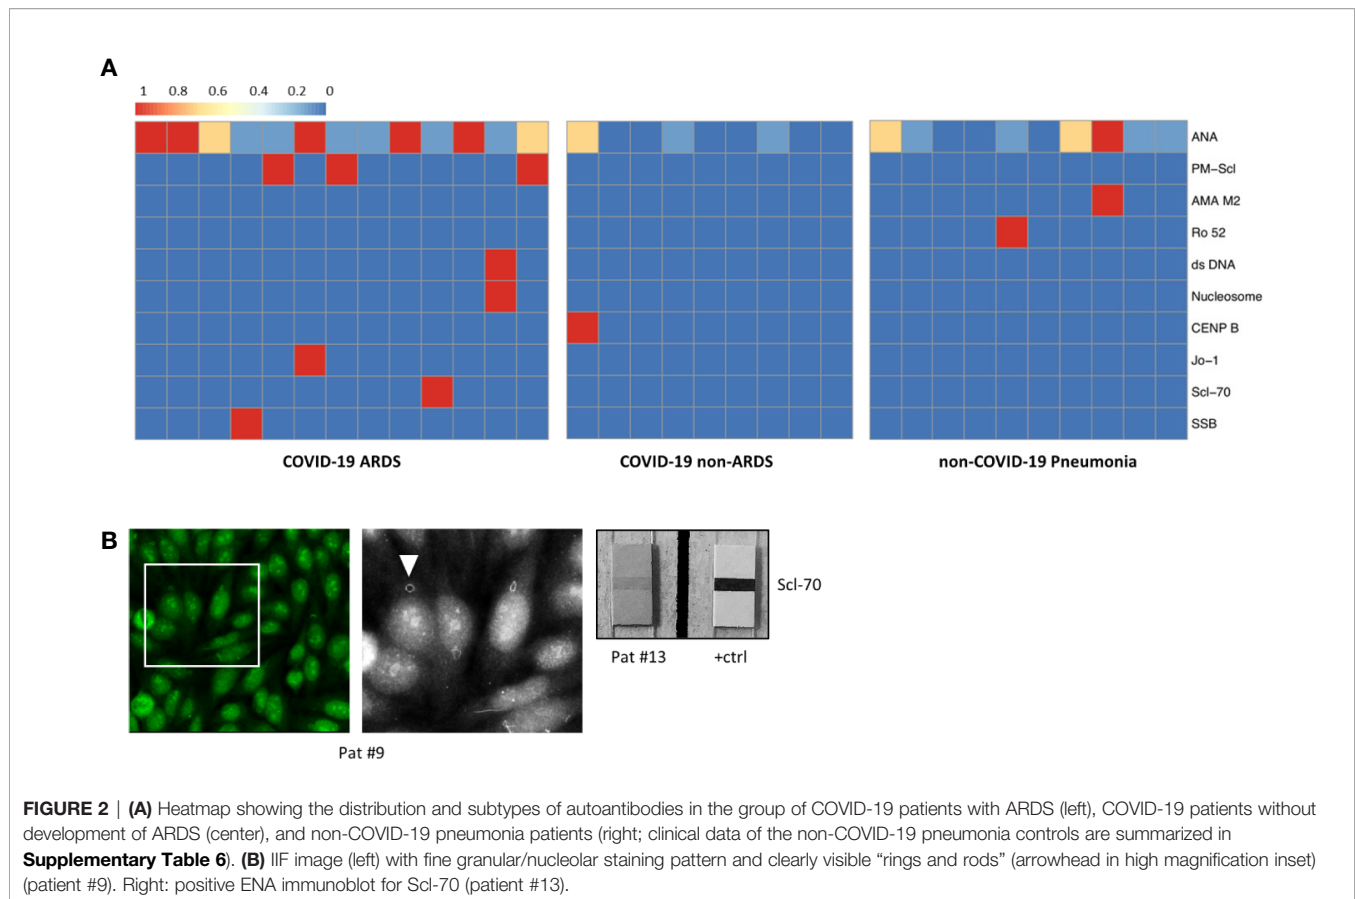 A
1 0.8 0.6 0.4 0.2 0
ANA
PM−Scl
AMA M2
Ro 52
ds DNA
Nucleosome
CENP B
Jo−1
Scl−70
SSB
COVID-19 ARDS COVID-19 non-ARDS non-COVID-19 Pneumonia
B
Scl-70
Pat #13 +ctrl
Pat #9
FIGURE 2 | (A) Heatmap showing the distribution and subtypes of autoantibodies in the group of COVID-19 patients with ARDS (left), COVID-19 patients without
development of ARDS (center), and non-COVID-19 pneumonia patients (right; clinical data of the non-COVID-19 pneumonia controls are summarized in
Supplementary Table 6). (B) IIF image (left) with fine granular/nucleolar staining pattern and clearly visible “rings and rods” (arrowhead in high magnification inset)
(patient #9). Right: positive ENA immunoblot for Scl-70 (patient #13).